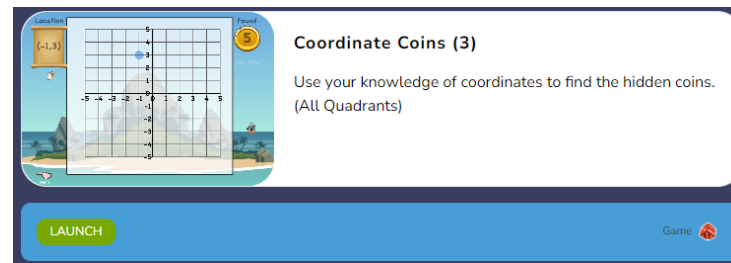 Location
Found
(-1,3)
5
Coordinate Coins (3)
Use your knowledge of coordinates to find the hidden coins.
(All Quadrants)
5
4
3
2
1
-5 -4 -3 -2 -1 0 1 2 3 4 5
-1
-2
-3
-4
-5
LAUNCH
Game